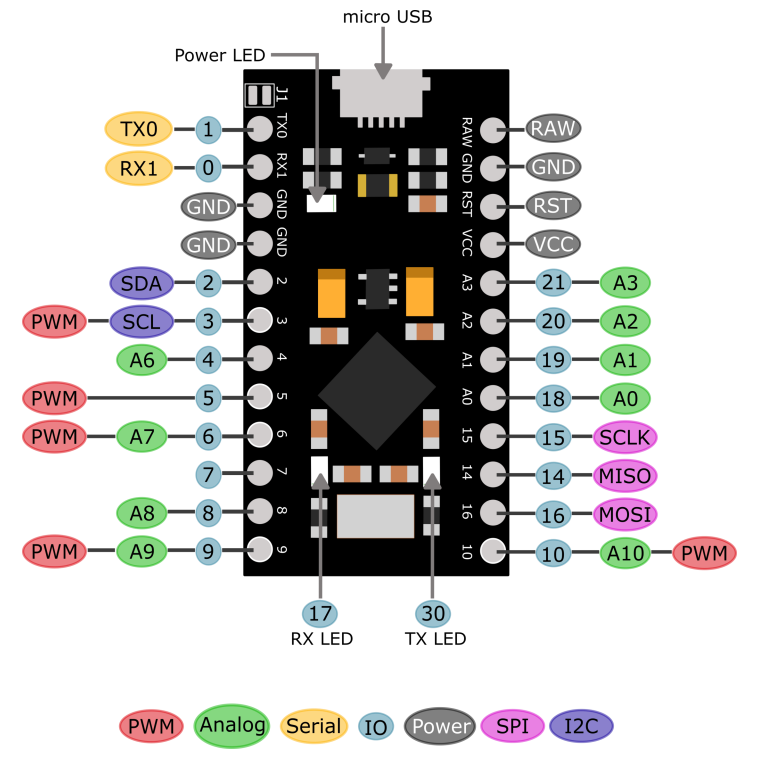 micro USB
Power LED
J1
TX0 1 TX0 RAW RAW
RX1 0 RX1 GND GND
GND GND RST RST
GND GND VCC VCC
SDA 2 2 A3 21 A3
PWM SCL 3 3 A2 20 A2
A6 4 4 A1 19 A1
PWM 5 5 A0 18 A0
PWM A7 6 6 15 15 SCLK
7 7 14 14 MISO
A8 8 8 16 16 MOSI
PWM A9 9 9 10 10 A10 PWM
17 30
RX LED TX LED
PWM Analog Serial IO Power SPI I2C